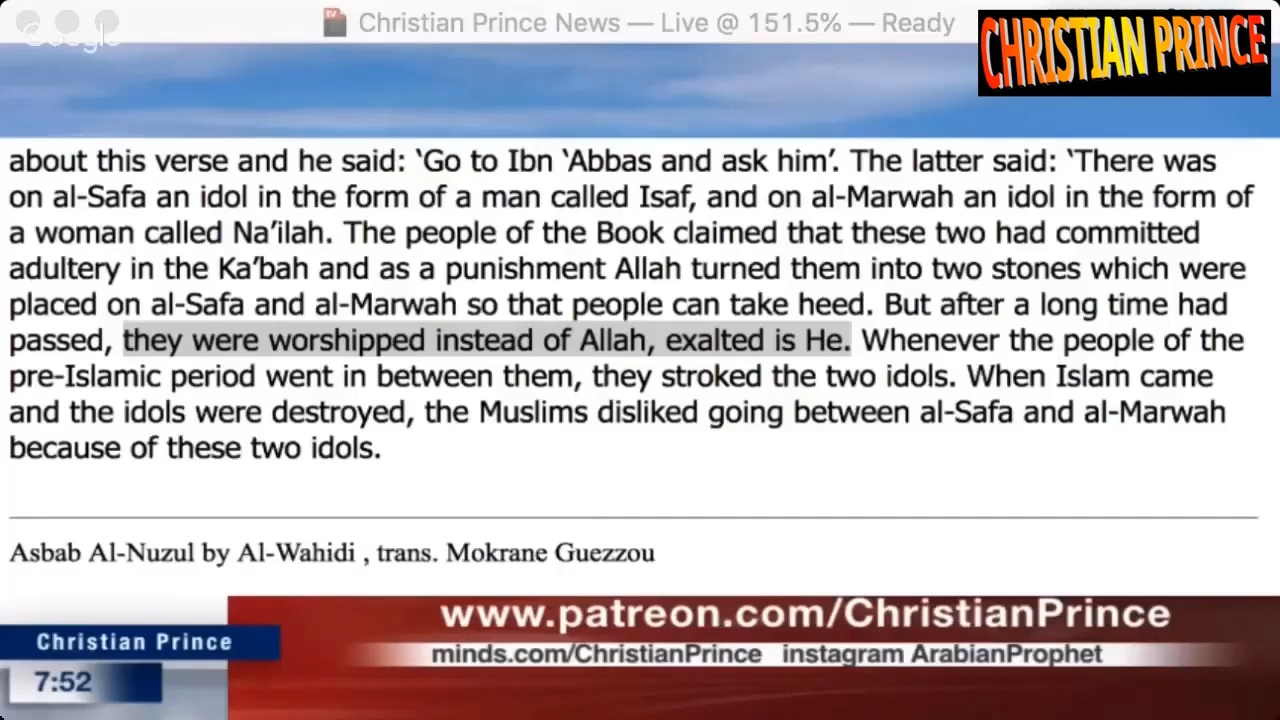 Christian Prince News — Live @ 151.5% — Ready
Google
CHRISTIAN PRINCE
about this verse and he said: ‘Go to Ibn ‘Abbas and ask him’. The latter said: ‘There was
on al-Safa an idol in the form of a man called Isaf, and on al-Marwah an idol in the form of
a woman called Na’ilah. The people of the Book claimed that these two had committed
adultery in the Ka’bah and as a punishment Allah turned them into two stones which were
placed on al-Safa and al-Marwah so that people can take heed. But after a long time had
passed, they were worshipped instead of Allah, exalted is He. Whenever the people of the
pre-Islamic period went in between them, they stroked the two idols. When Islam came
and the idols were destroyed, the Muslims disliked going between al-Safa and al-Marwah
because of these two idols.
Asbab Al-Nuzul by Al-Wahidi , trans. Mokrane Guezzou
www.patreon.com/ChristianPrince
Christian Prince
minds.com/ChristianPrince instagram ArabianProphet
7:52